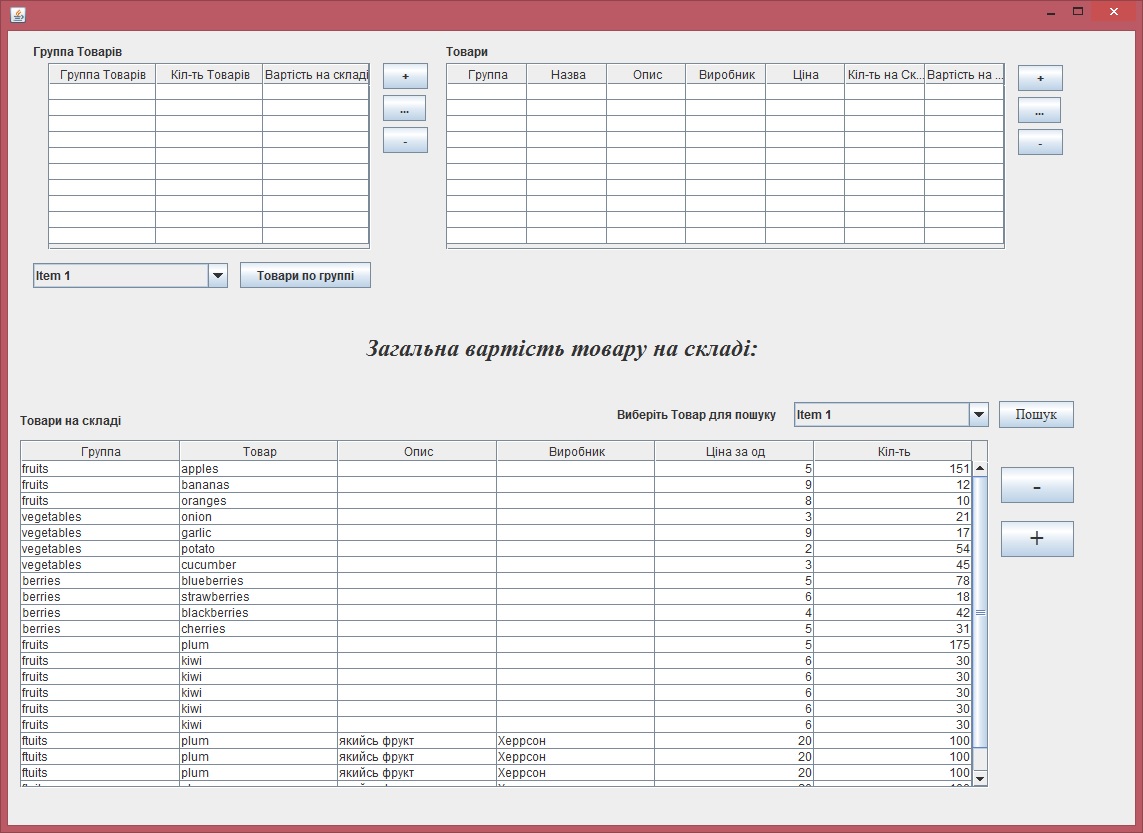 Группа Товарів
Товари
Группа Товарів Кіл-ть Товарів Вартість на складі
+
...
-
Группа Назва Опис Виробник Ціна Кіл-ть на Ск... Вартість на ...
+
...
-
Item 1 Товари по группі
Загальна вартість товару на складі:
Товари на складі
Виберіть Товар для пошуку Item 1 Пошук
Группа Товар Опис Виробник Ціна за од Кіл-ть
fruits apples 5 151
fruits bananas 9 12
fruits oranges 8 10
vegetables onion 3 21
vegetables garlic 9 17
vegetables potato 2 54
vegetables cucumber 3 45
berries blueberries 5 78
berries strawberries 6 18
berries blackberries 4 42
berries cherries 5 31
fruits plum 5 175
fruits kiwi 6 30
fruits kiwi 6 30
fruits kiwi 6 30
fruits kiwi 6 30
fruits kiwi 6 30
ftuits plum якийсь фрукт Херрсон 20 100
ftuits plum якийсь фрукт Херрсон 20 100
ftuits plum якийсь фрукт Херрсон 20 100
-
+